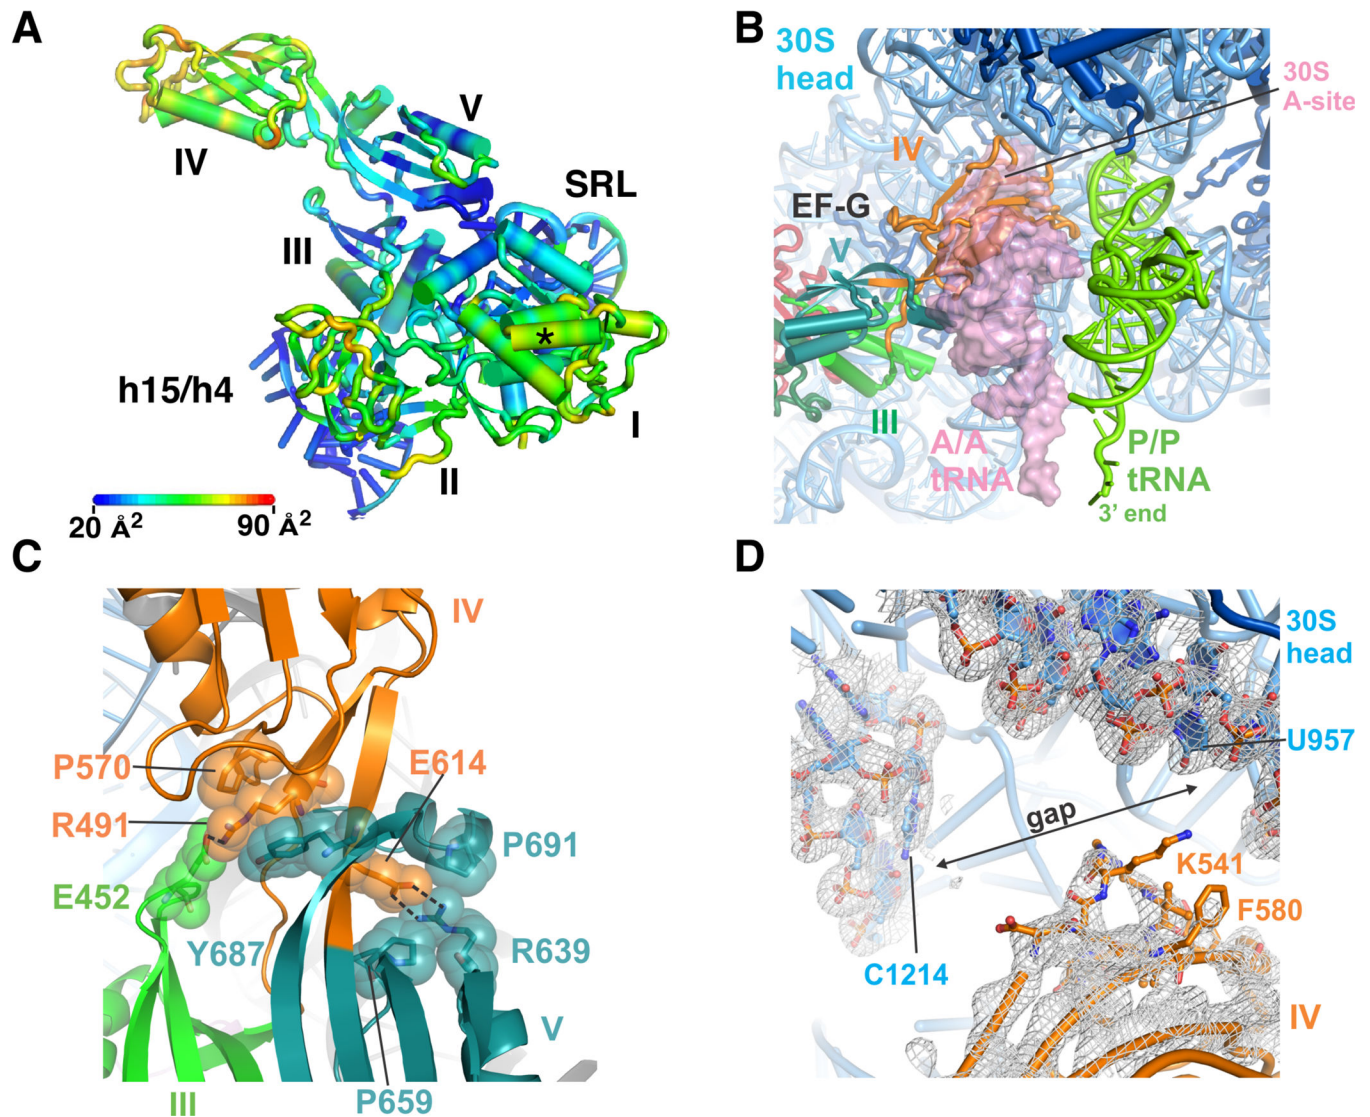 A
IV
V
SRL
III
*
h15/h4
I
II
20 Å2
90 Å2
B
30S
head
30S
A-site
IV
EF-G
V
III
A/A
tRNA
P/P
tRNA
3’ end
C
IV
P570
E614
R491
P691
E452
Y687
R639
V
P659
III
D
30S
head
U957
gap
K541
F580
C1214
IV